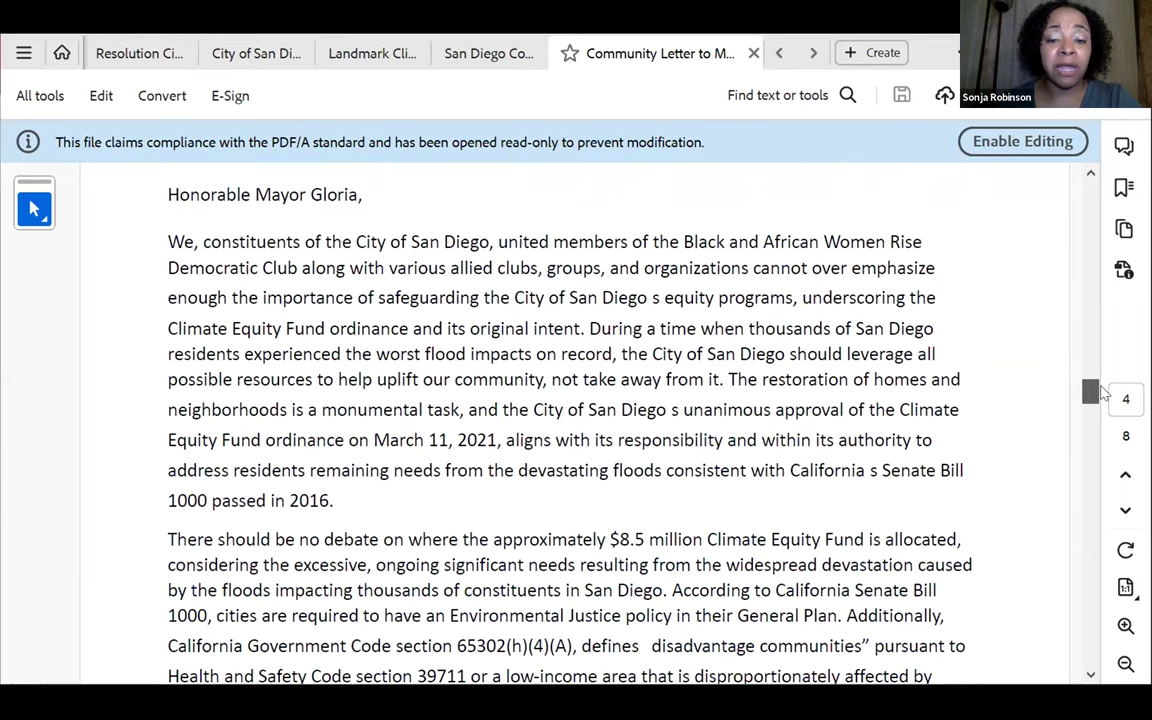 Resolution Ci...
City of San Di...
Landmark Cli...
San Diego Co...
Community Letter to M...
Create
Sonja Robinson
All tools
Edit
Convert
E-Sign
Find text or tools
This file claims compliance with the PDF/A standard and has been opened read-only to prevent modification.
Enable Editing
Honorable Mayor Gloria,
We, constituents of the City of San Diego, united members of the Black and African Women Rise
Democratic Club along with various allied clubs, groups, and organizations cannot over emphasize
enough the importance of safeguarding the City of San Diego s equity programs, underscoring the
Climate Equity Fund ordinance and its original intent. During a time when thousands of San Diego
residents experienced the worst flood impacts on record, the City of San Diego should leverage all
possible resources to help uplift our community, not take away from it. The restoration of homes and
neighborhoods is a monumental task, and the City of San Diego s unanimous approval of the Climate
Equity Fund ordinance on March 11, 2021, aligns with its responsibility and within its authority to
address residents remaining needs from the devastating floods consistent with California s Senate Bill
1000 passed in 2016.
There should be no debate on where the approximately $8.5 million Climate Equity Fund is allocated,
considering the excessive, ongoing significant needs resulting from the widespread devastation caused
by the floods impacting thousands of constituents in San Diego. According to California Senate Bill
1000, cities are required to have an Environmental Justice policy in their General Plan. Additionally,
California Government Code section 65302(h)(4)(A), defines disadvantage communities” pursuant to
Health and Safety Code section 39711 or a low-income area that is disproportionately affected by
4
8
1:1